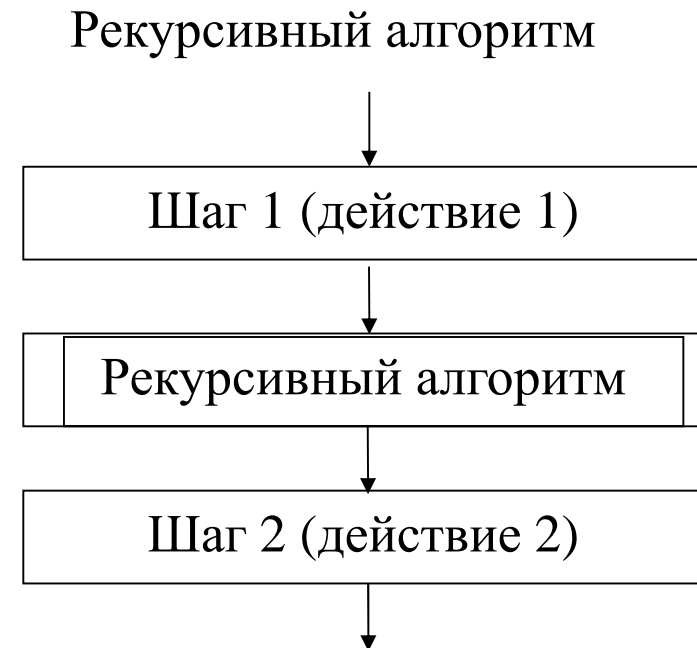 Рекурсивный алгоритм
Шаг 1 (действие 1)
Рекурсивный алгоритм
Шаг 2 (действие 2)